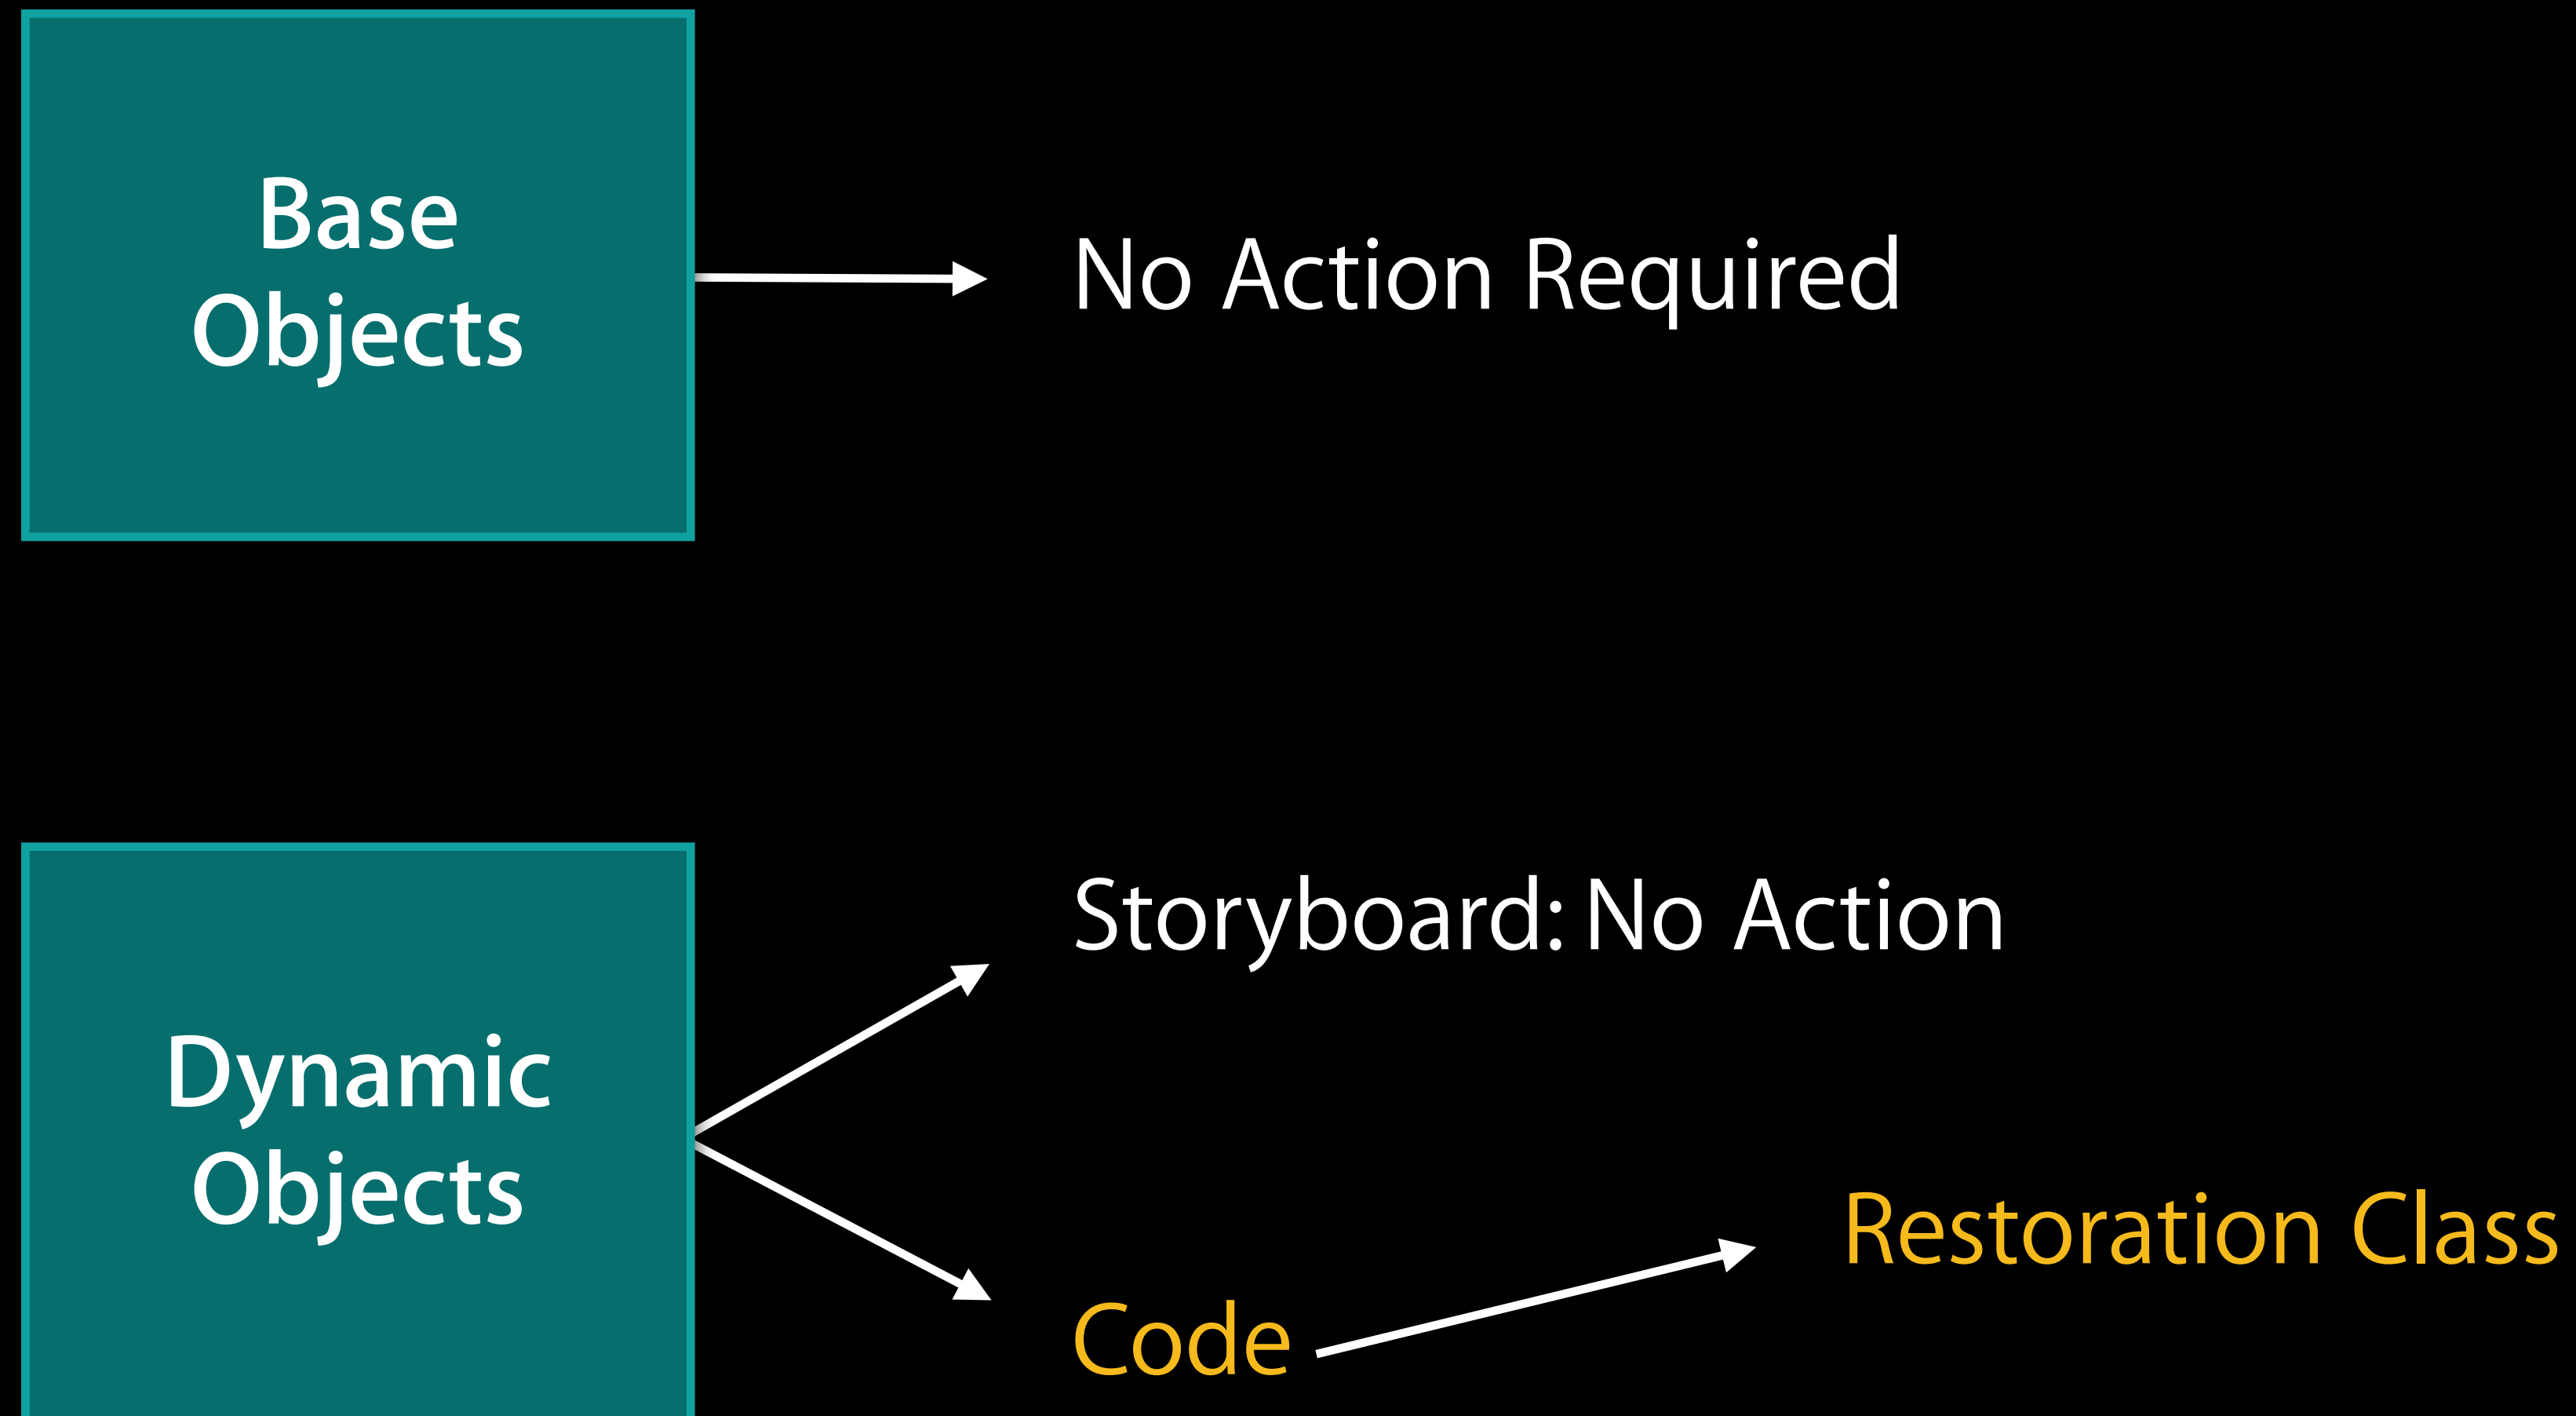 Base
Objects
No Action Required
Storyboard: No Action
Dynamic
Objects
Restoration Class
Code